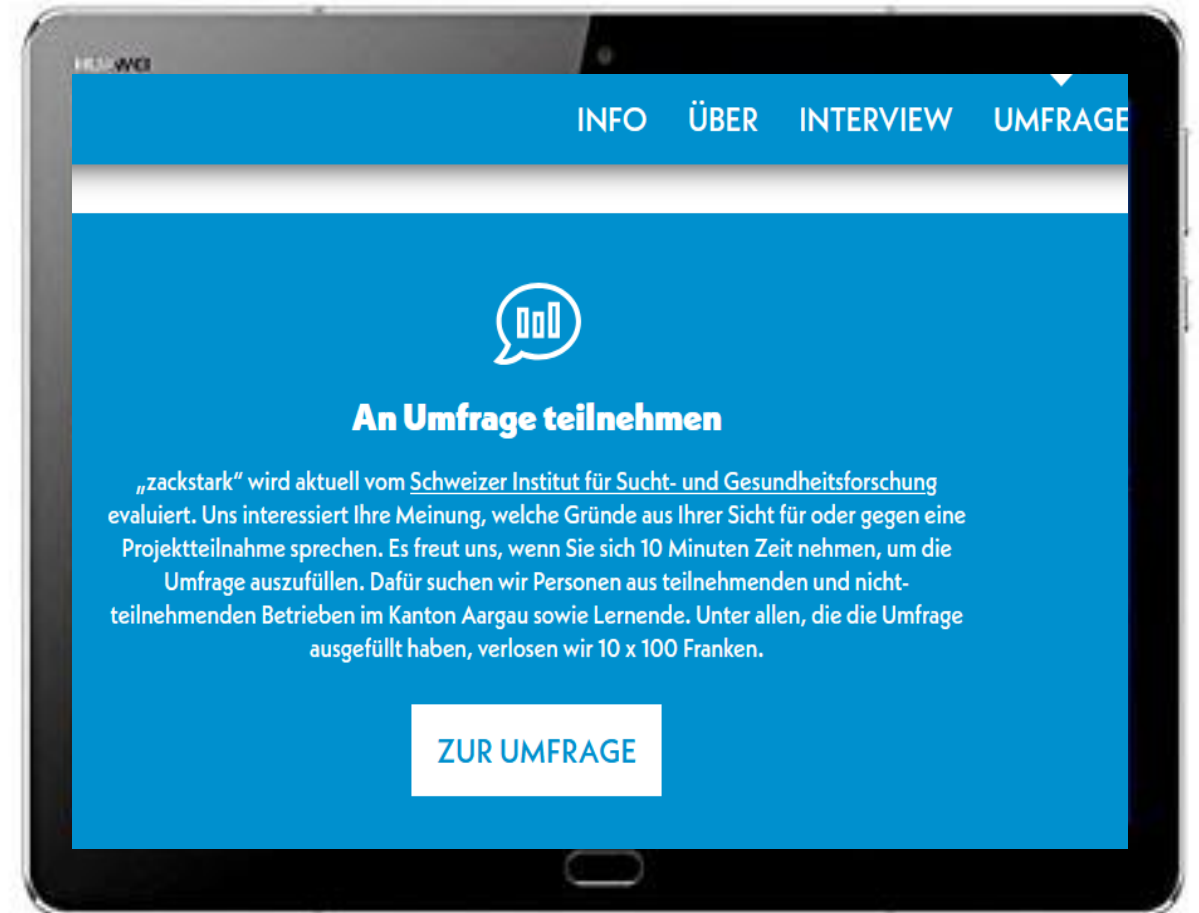 INFO ÜBER INTERVIEW UMFRAGE
An Umfrage teilnehmen
„zackstark“ wird aktuell vom Schweizer Institut für Sucht- und Gesundheitsforschung
evaluiert. Uns interessiert Ihre Meinung, welche Gründe aus Ihrer Sicht für oder gegen eine
Projektteilnahme sprechen. Es freut uns, wenn Sie sich 10 Minuten Zeit nehmen, um die
Umfrage auszufüllen. Dafür suchen wir Personen aus teilnehmenden und nicht-
teilnehmenden Betrieben im Kanton Aargau sowie Lernende. Unter allen, die die Umfrage
ausgefüllt haben, verlosen wir 10 x 100 Franken.
ZUR UMFRAGE